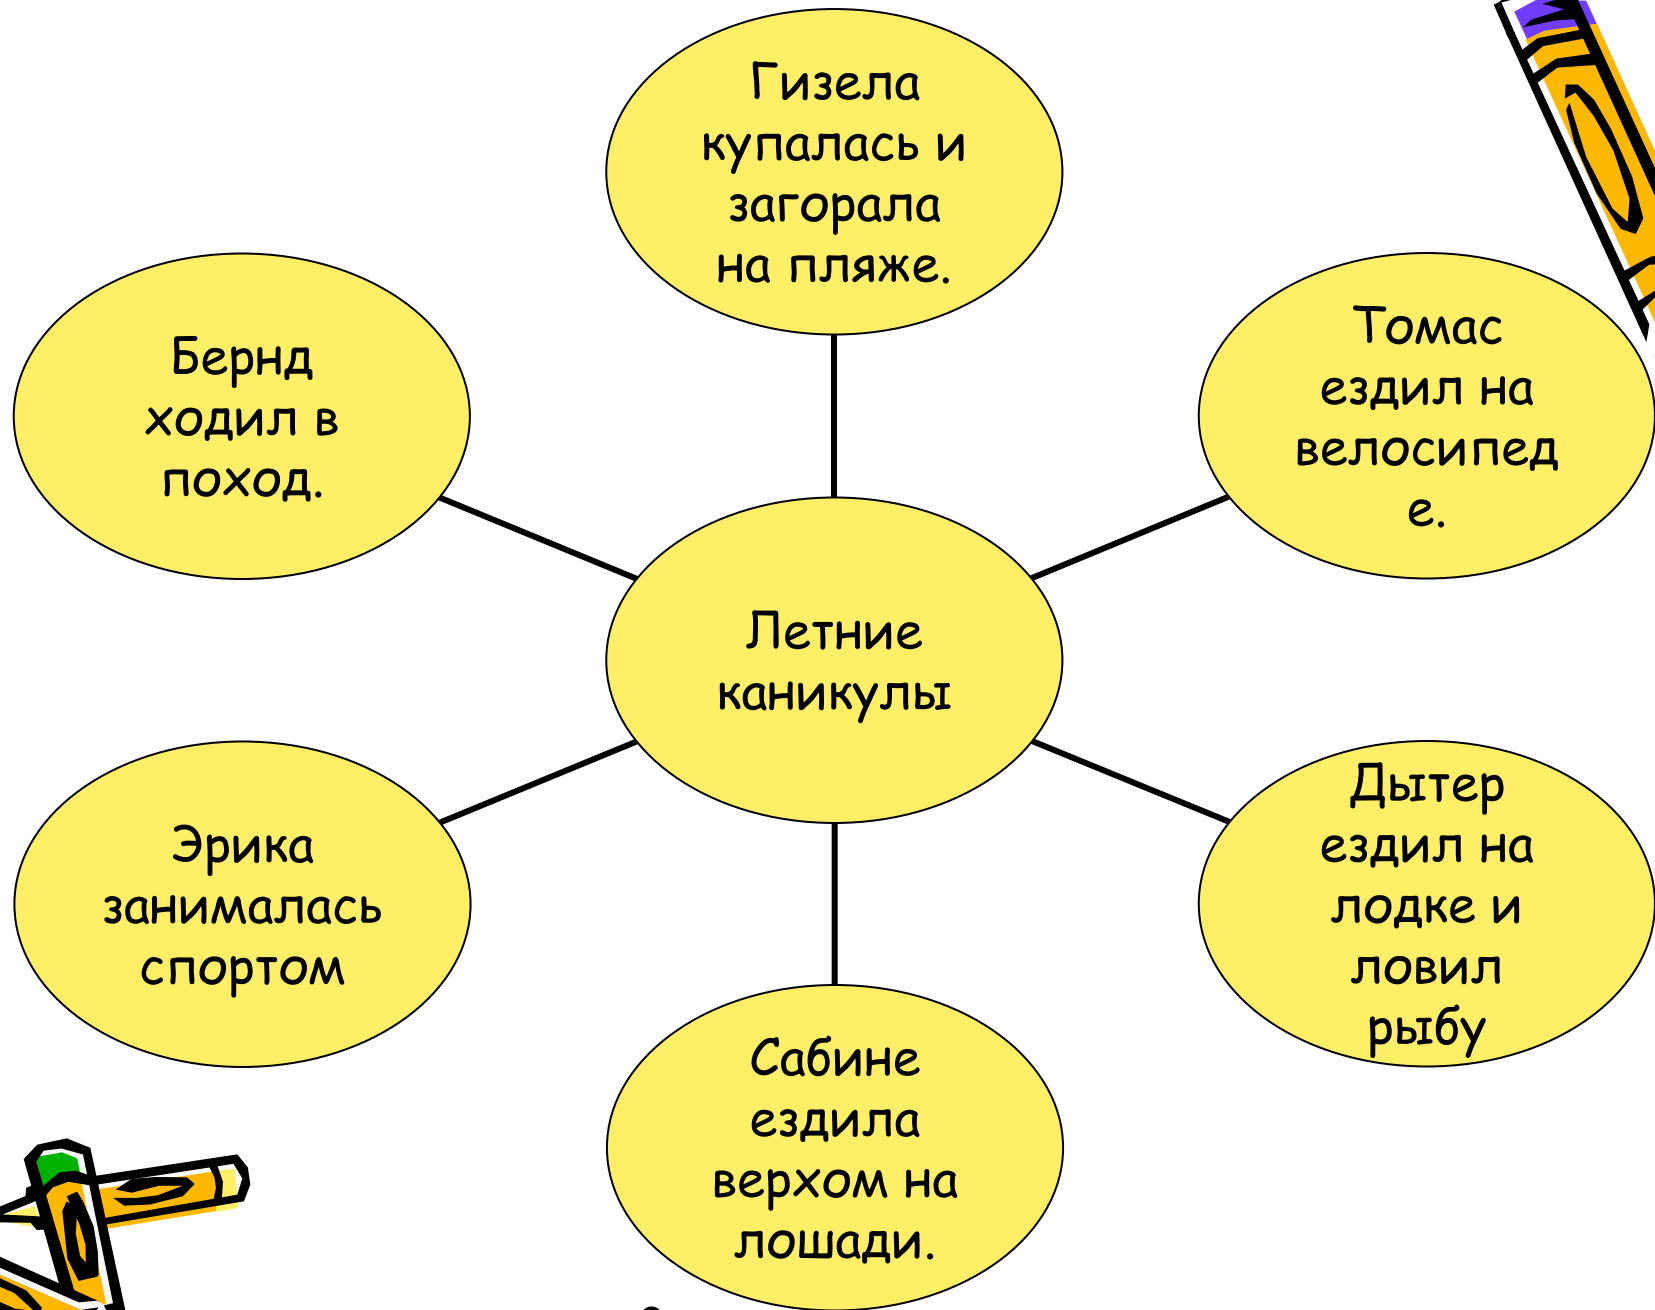 Гизела
купалась и
загорала
на пляже.
Томас
ездил на
велосипед
е.
Бернд
ходил в
поход.
Летние
каникулы
Дытер
ездил на
лодке и
ловил
рыбу
Эрика
занималась
спортом
Сабине
ездила
верхом на
лошади.